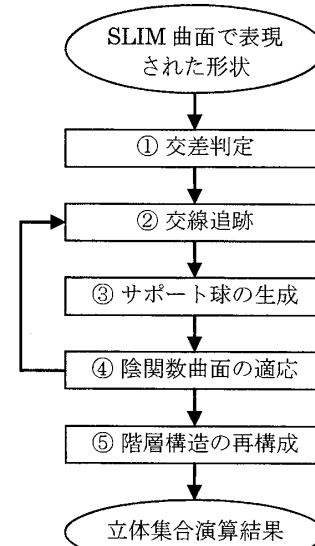 SLIM 曲面で表現
された形状
① 交差判定
② 交線追跡
③ サポート球の生成
④ 陰関数曲面の適応
⑤ 階層構造の再構成
立体集合演算結果